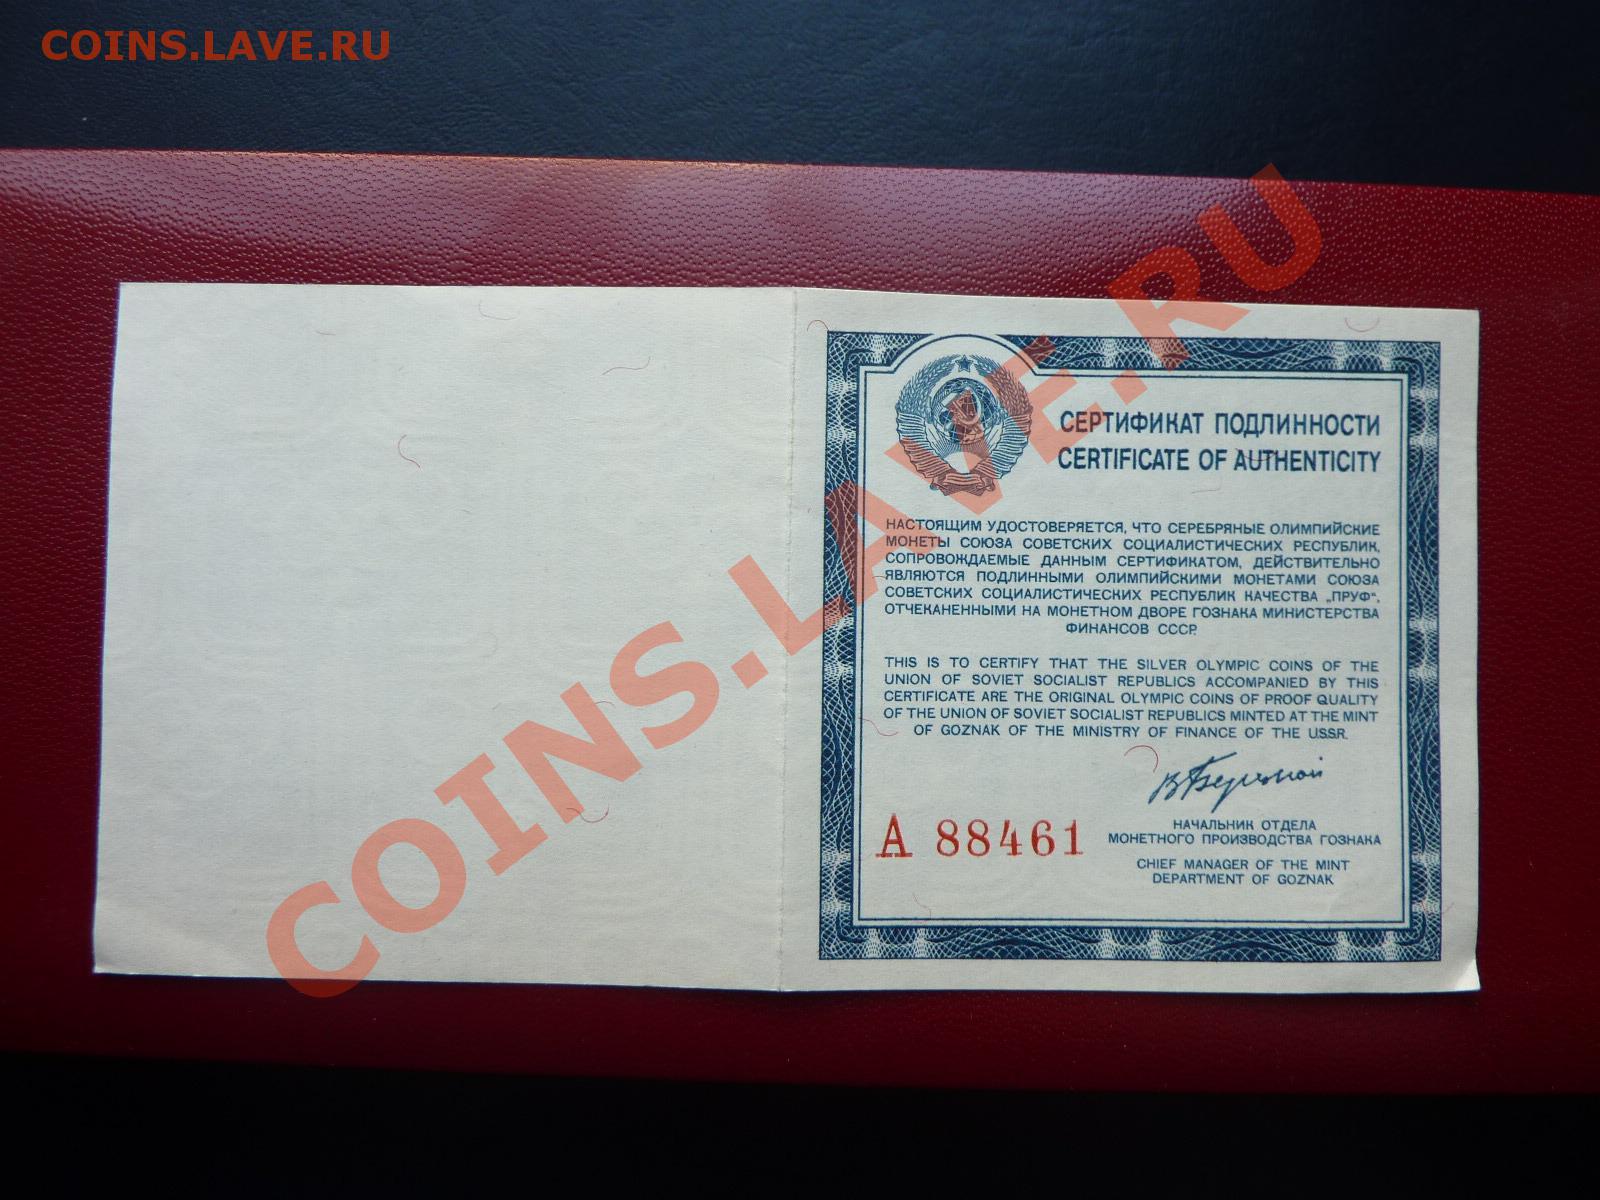 COINS.LAVE.RU
COINS.LAVE.RU
СЕРТИФИКАТ ПОДЛИННОСТИ
CERTIFICATE OF AUTHENTICITY
НАСТОЯЩИМ УДОСТОВЕРЯЕТСЯ, ЧТО СЕРЕБРЯНЫЕ ОЛИМПИЙСКИЕ
МОНЕТЫ СОЮЗА СОВЕТСКИХ СОЦИАЛИСТИЧЕСКИХ РЕСПУБЛИК,
СОПРОВОЖДАЕМЫЕ ДАННЫМ СЕРТИФИКАТОМ, ДЕЙСТВИТЕЛЬНО
ЯВЛЯЮТСЯ ПОДЛИННЫМИ ОЛИМПИЙСКИМИ МОНЕТАМИ СОЮЗА
СОВЕТСКИХ СОЦИАЛИСТИЧЕСКИХ РЕСПУБЛИК КАЧЕСТВА „ПРУФ“,
ОТЧЕКАНЕННЫМИ НА МОНЕТНОМ ДВОРЕ ГОЗНАКА МИНИСТЕРСТВА
ФИНАНСОВ СССР.
THIS IS TO CERTIFY THAT THE SILVER OLYMPIC COINS OF THE
UNION OF SOVIET SOCIALIST REPUBLICS ACCOMPANIED BY THIS
CERTIFICATE ARE THE ORIGINAL OLYMPIC COINS OF PROOF QUALITY
OF THE UNION OF SOVIET SOCIALIST REPUBLICS MINTED AT THE MINT
OF GOZNAK OF THE MINISTRY OF FINANCE OF THE U.S.S.R.
А 88461
НАЧАЛЬНИК ОТДЕЛА
МОНЕТНОГО ПРОИЗВОДСТВА ГОЗНАКА
CHIEF MANAGER OF THE MINT
DEPARTMENT OF GOZNAK